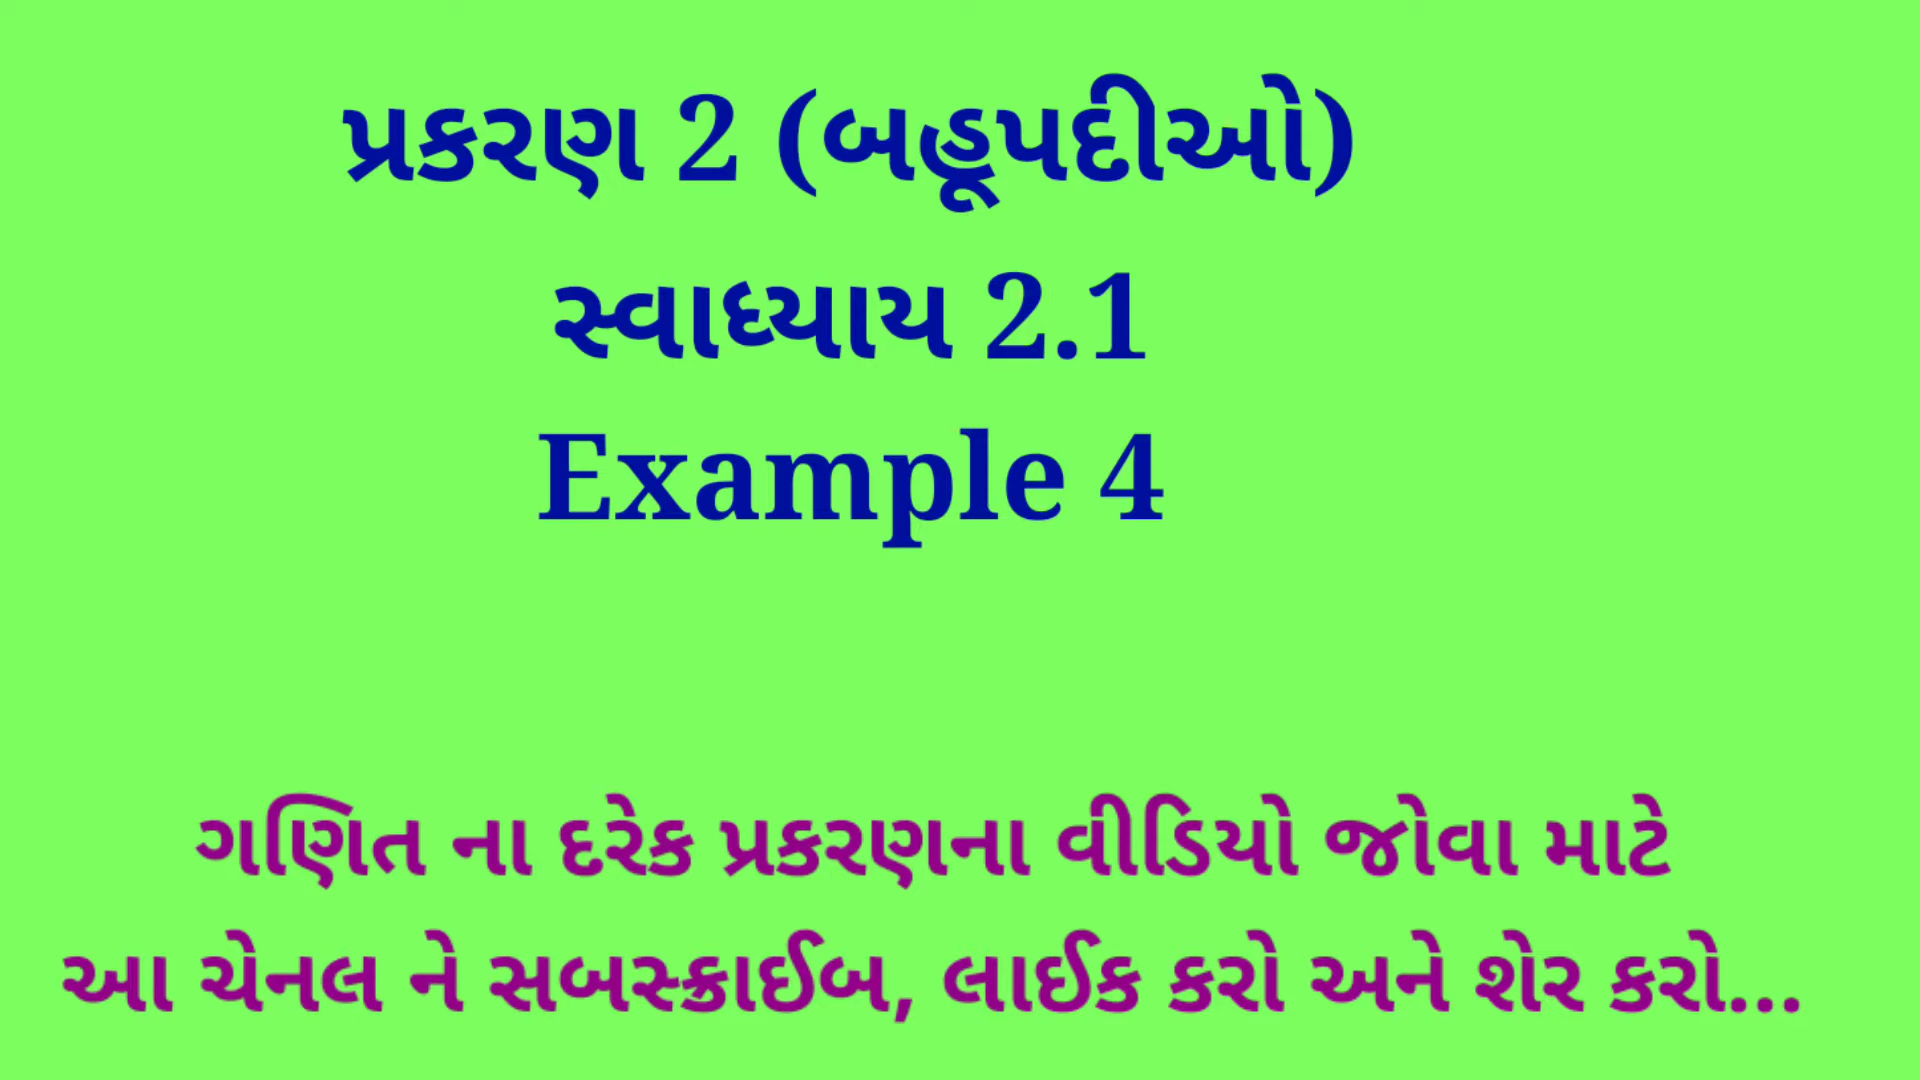 પ્રકરણ 2 (બહૂપદીઓ)
સ્વાધ્યાય 2.1
Example 4
ગણિત ના દરેક પ્રકરણના વીડિયો જોવા માટે
આ ચેનલ ને સબસ્ક્રાઈબ, લાઈક કરો અને શેર કરો...